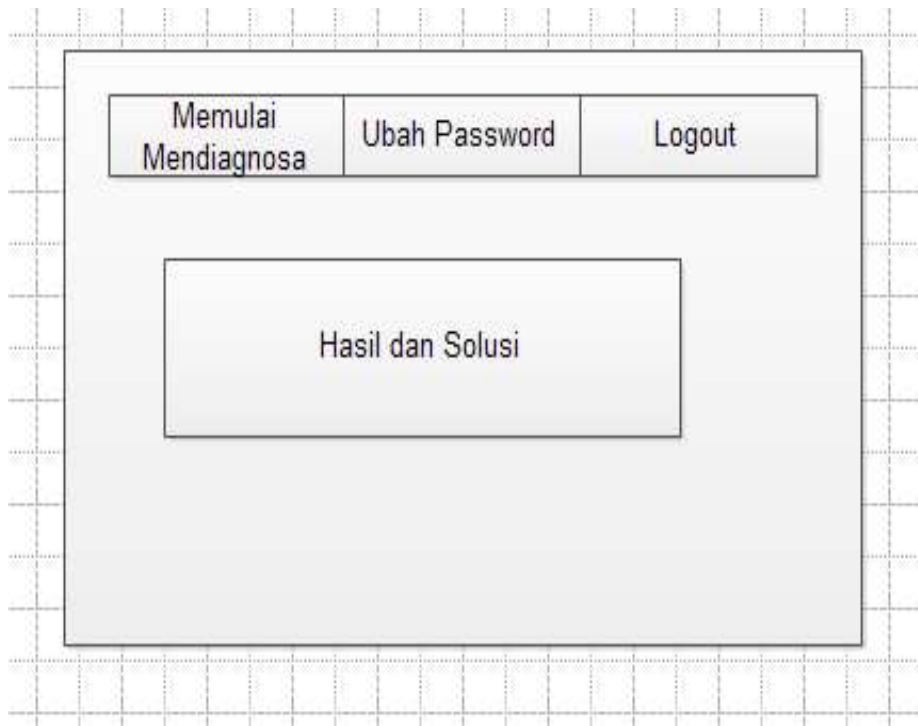 Memulai
Mendiagnosa
Ubah Password
Logout
Hasil dan Solusi